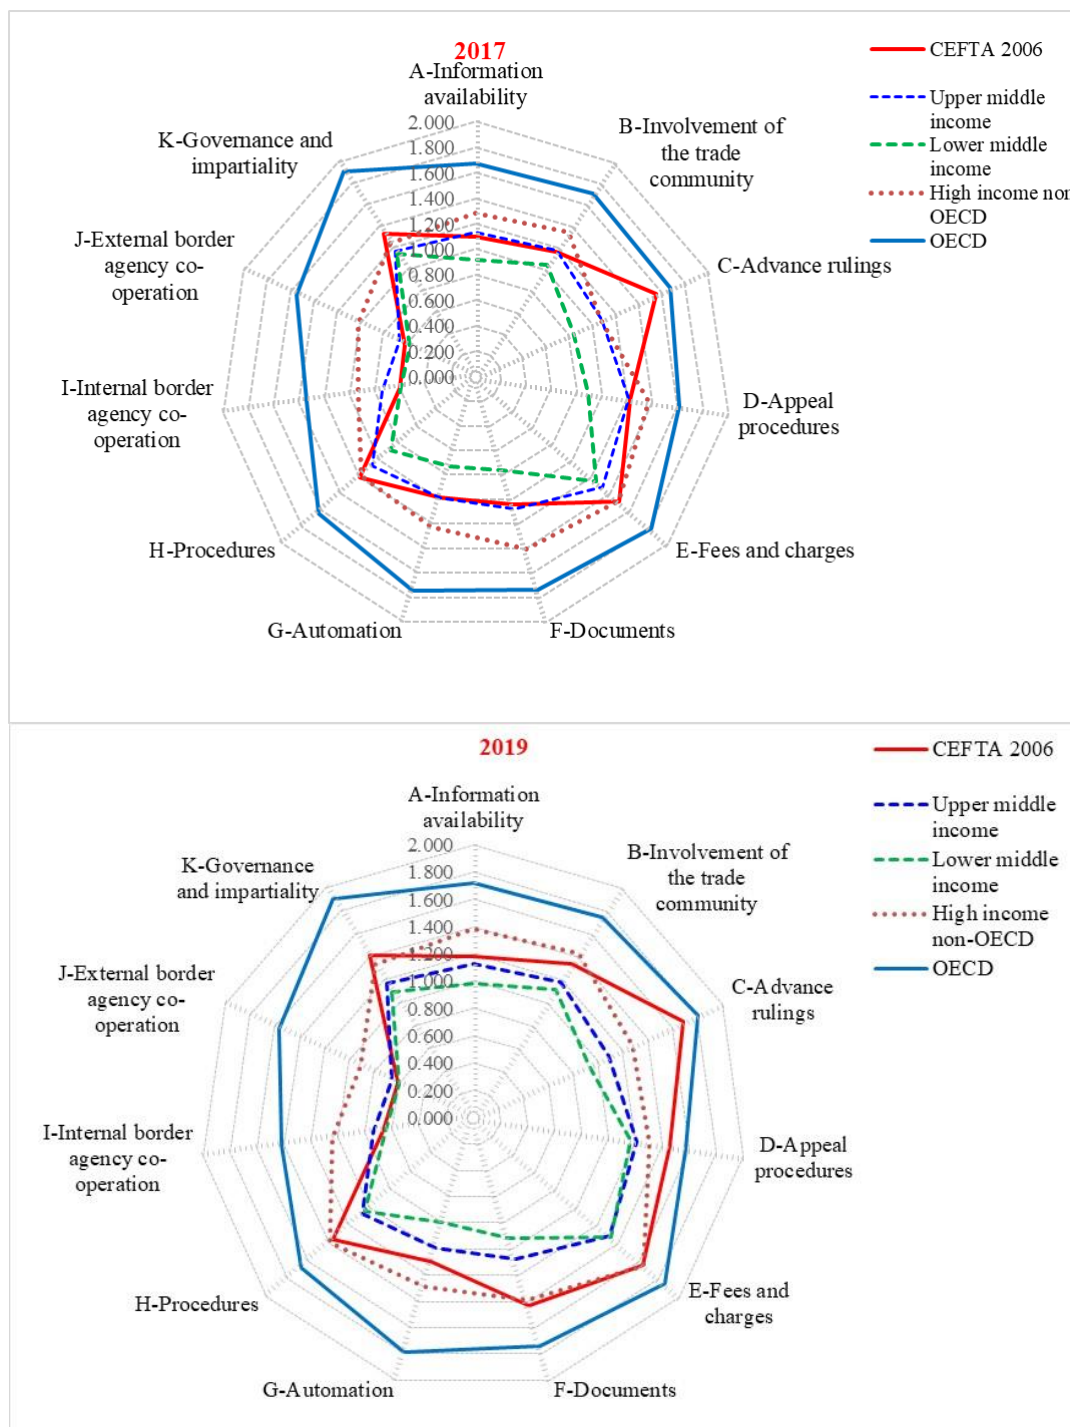 2017
CEFTA 2006
Upper middle
income
Lower middle
income
High income non
OECD
OECD
A-Information
availability
B-Involvement of
the trade
community
C-Advance rulings
D-Appeal
procedures
E-Fees and charges
F-Documents
G-Automation
H-Procedures
I-Internal border
agency co-
operation
J-External border
agency co-
operation
K-Governance and
impartiality
2.000
1.800
1.600
1.400
1.200
1.000
0.800
0.600
0.400
0.200
0.000
2019
CEFTA 2006
Upper middle
income
Lower middle
income
High income
non-OECD
OECD
A-Information
availability
B-Involvement of
the trade
community
C-Advance
rulings
D-Appeal
procedures
E-Fees and
charges
F-Documents
G-Automation
H-Procedures
I-Internal border
agency co-
operation
J-External border
agency co-
operation
K-Governance
and impartiality
2.000
1.800
1.600
1.400
1.200
1.000
0.800
0.600
0.400
0.200
0.000